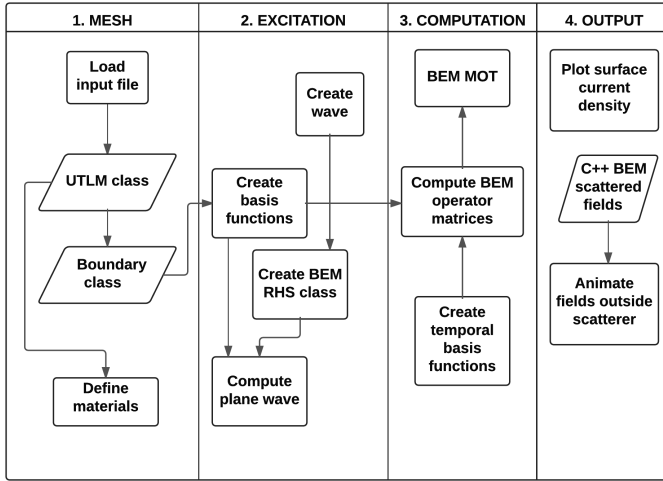 1. MESH
Load
input file
UTLM class
Boundary
class
Define
materials
2. EXCITATION
Create
wave
Create
basis
functions
Create BEM
RHS class
Compute
plane wave
3. COMPUTATION
BEM MOT
Compute BEM
operator
matrices
Create
temporal
basis
functions
4. OUTPUT
Plot surface
current
density
C++ BEM
scattered
fields
Animate
fields outside
scatterer